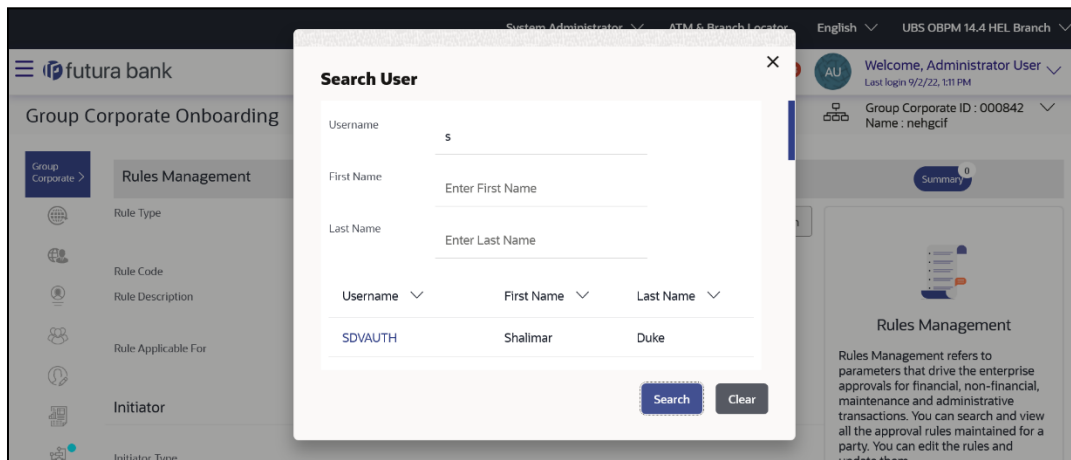 System Administrator ATM & Branch Locator English UBS OBPM 14.4 HEL Branch
futura bank
AU
Welcome, Administrator User
Last login 9/2/22, 1:11 PM
Group Corporate Onboarding
Group Corporate ID : 000842
Name : nehgcif
Search User
Username
s
First Name
Enter First Name
Last Name
Enter Last Name
Username First Name Last Name
SDVAUTH Shalimar Duke
Search Clear
Group
Corporate >
Rules Management
Rule Type
Rule Code
Rule Description
Rule Applicable For
Initiator
Initiator Type
Summary
0
Rules Management
Rules Management refers to
parameters that drive the enterprise
approvals for financial, non-financial,
maintenance and administrative
transactions. You can search and view
all the approval rules maintained for a
party. You can edit the rules and
update them